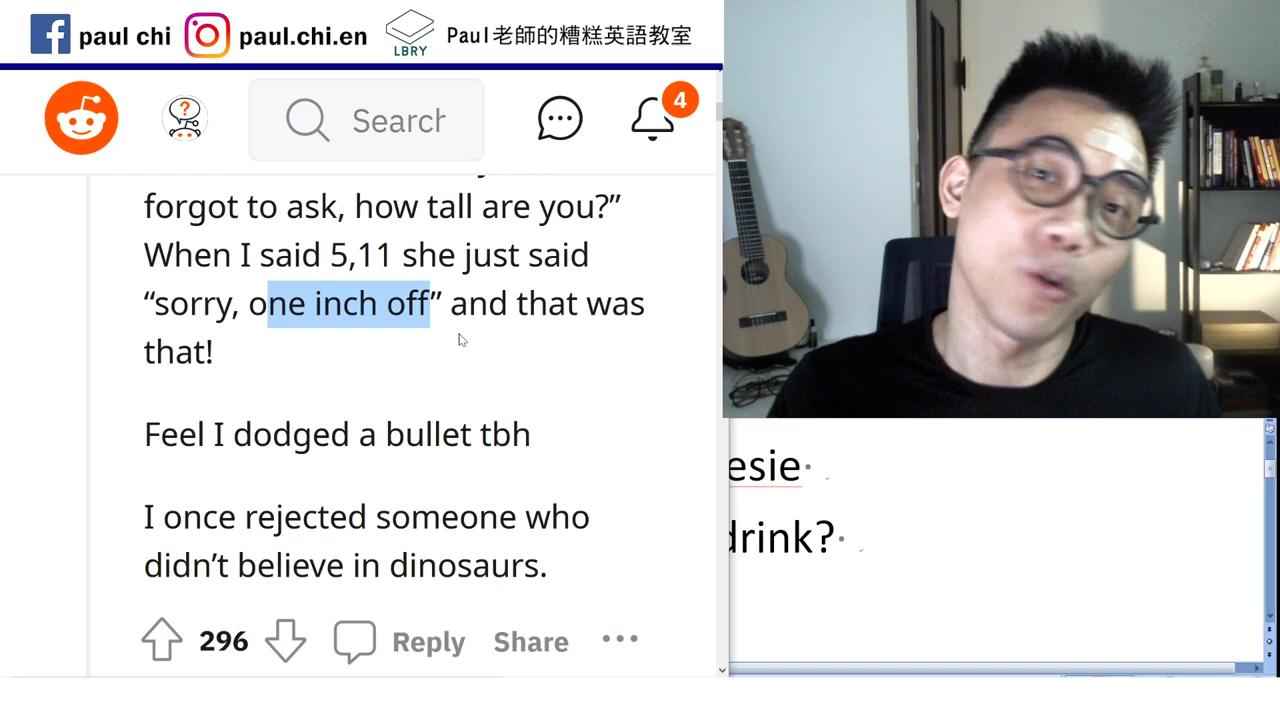 paul chi
paul.chi.en
LBRY
Paul老師的糟糕英語教室
?
Search
4
forgot to ask, how tall are you?”
When I said 5,11 she just said
“sorry, one inch off” and that was
that!
Feel I dodged a bullet tbh
I once rejected someone who
didn’t believe in dinosaurs.
296
Reply
Share
esie
drink?